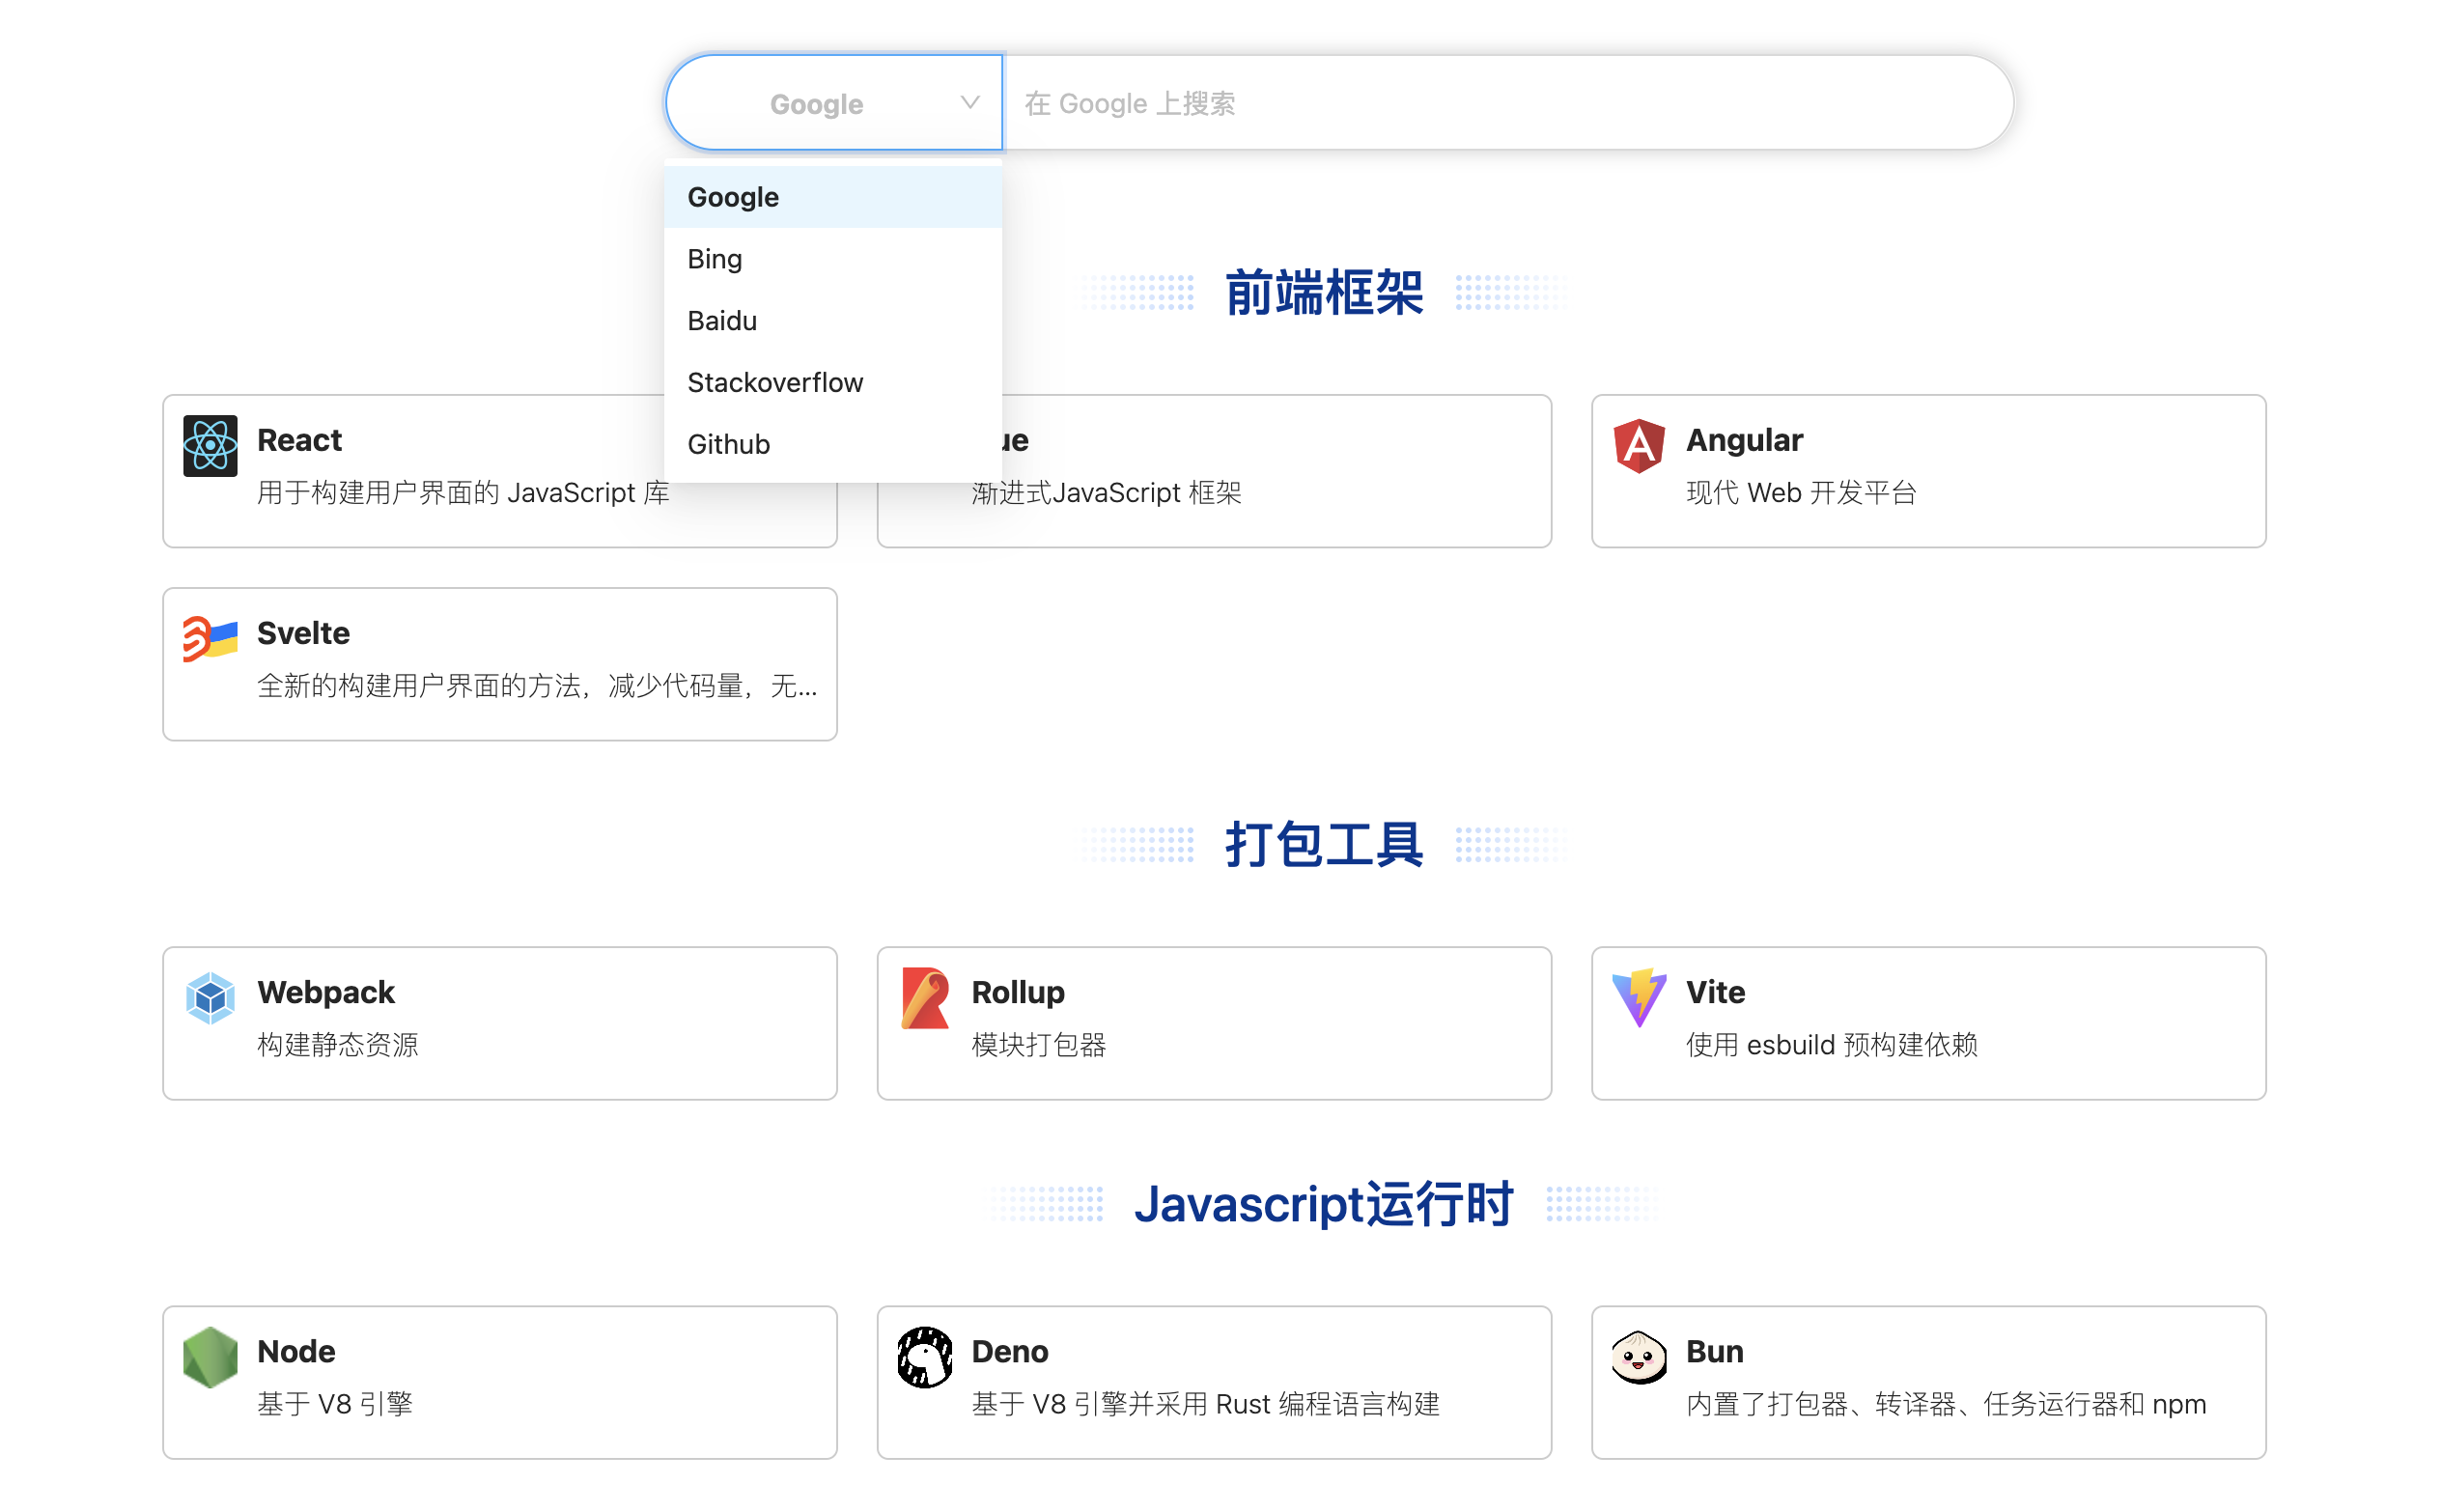 Google
在 Google 上搜索
Google
Bing
Baidu
Stackoverflow
Github
前端框架
React
用于构建用户界面的 JavaScript 库
渐进式JavaScript 框架
Angular
现代 Web 开发平台
Svelte
全新的构建用户界面的方法，减少代码量，无...
打包工具
Webpack
构建静态资源
Rollup
模块打包器
Vite
使用 esbuild 预构建依赖
Javascript运行时
Node
基于 V8 引擎
Deno
基于 V8 引擎并采用 Rust 编程语言构建
Bun
内置了打包器、转译器、任务运行器和 npm